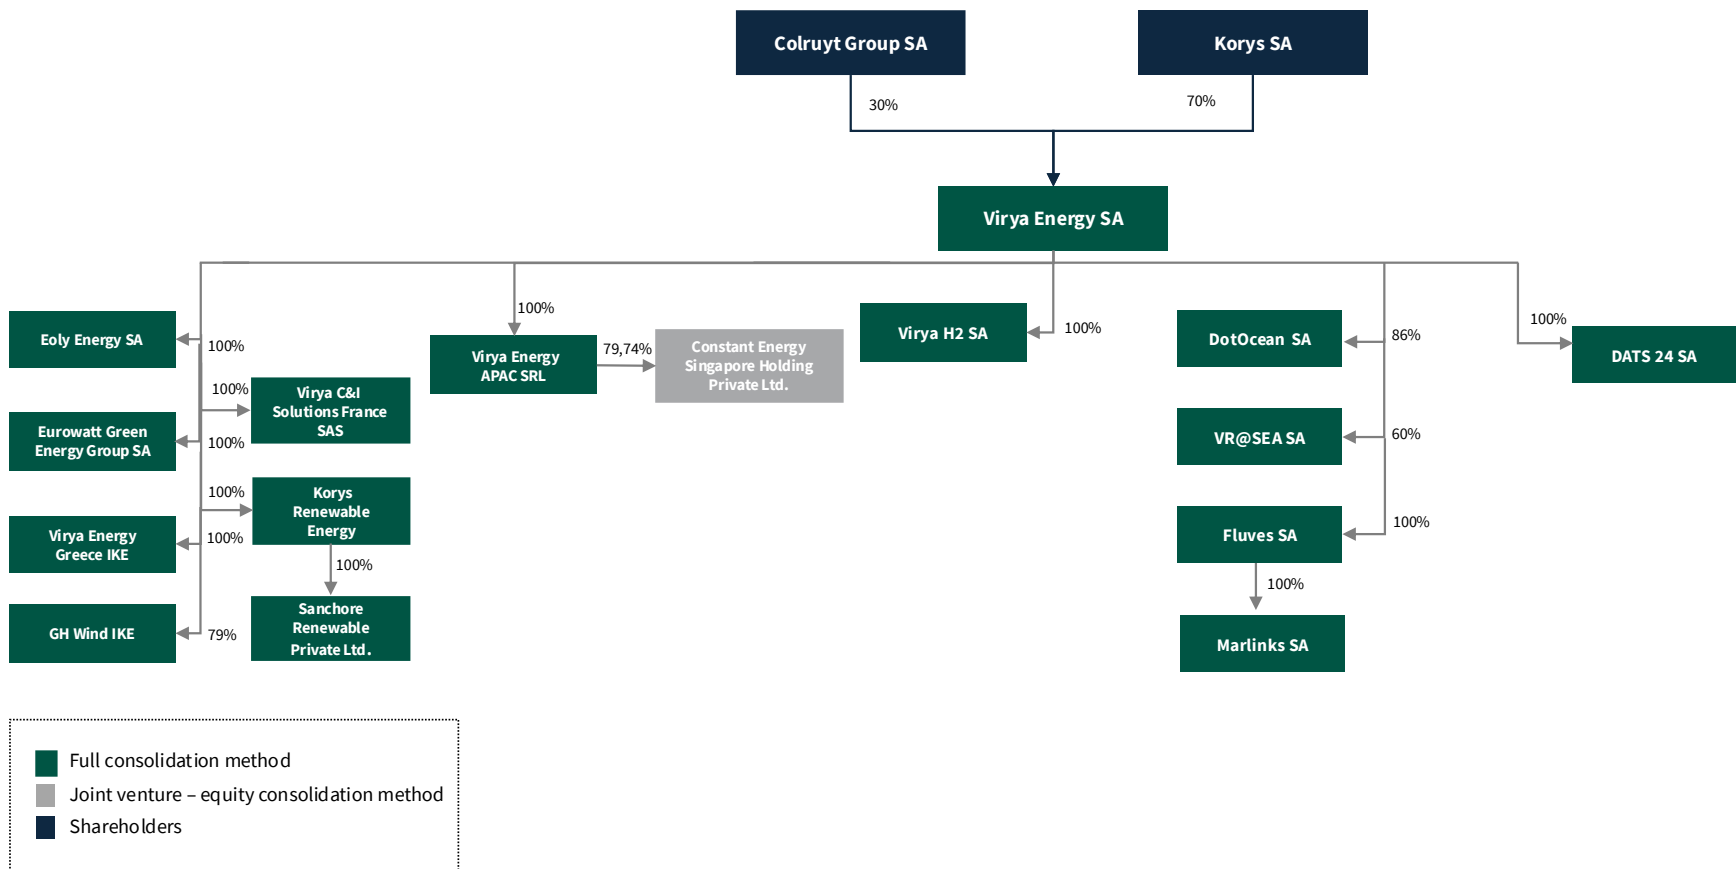 Colruyt Group SA
Korys SA
30%
70%
Virya Energy SA
Eoly Energy SA
100%
100%
Virya C&I
Solutions France
SAS
Eurowatt Green
Energy Group SA
100%
100%
Korys
Renewable
Energy
Virya Energy
Greece IKE
100%
100%
GH Wind IKE
79%
Sanchore
Renewable
Private Ltd.
100%
Virya Energy
APAC SRL
79,74%
Constant Energy
Singapore Holding
Private Ltd.
Virya H2 SA
100%
DotOcean SA
86%
VR@SEA SA
60%
Fluves SA
100%
100%
Marlinks SA
100%
DATS 24 SA
Full consolidation method
Joint venture – equity consolidation method
Shareholders